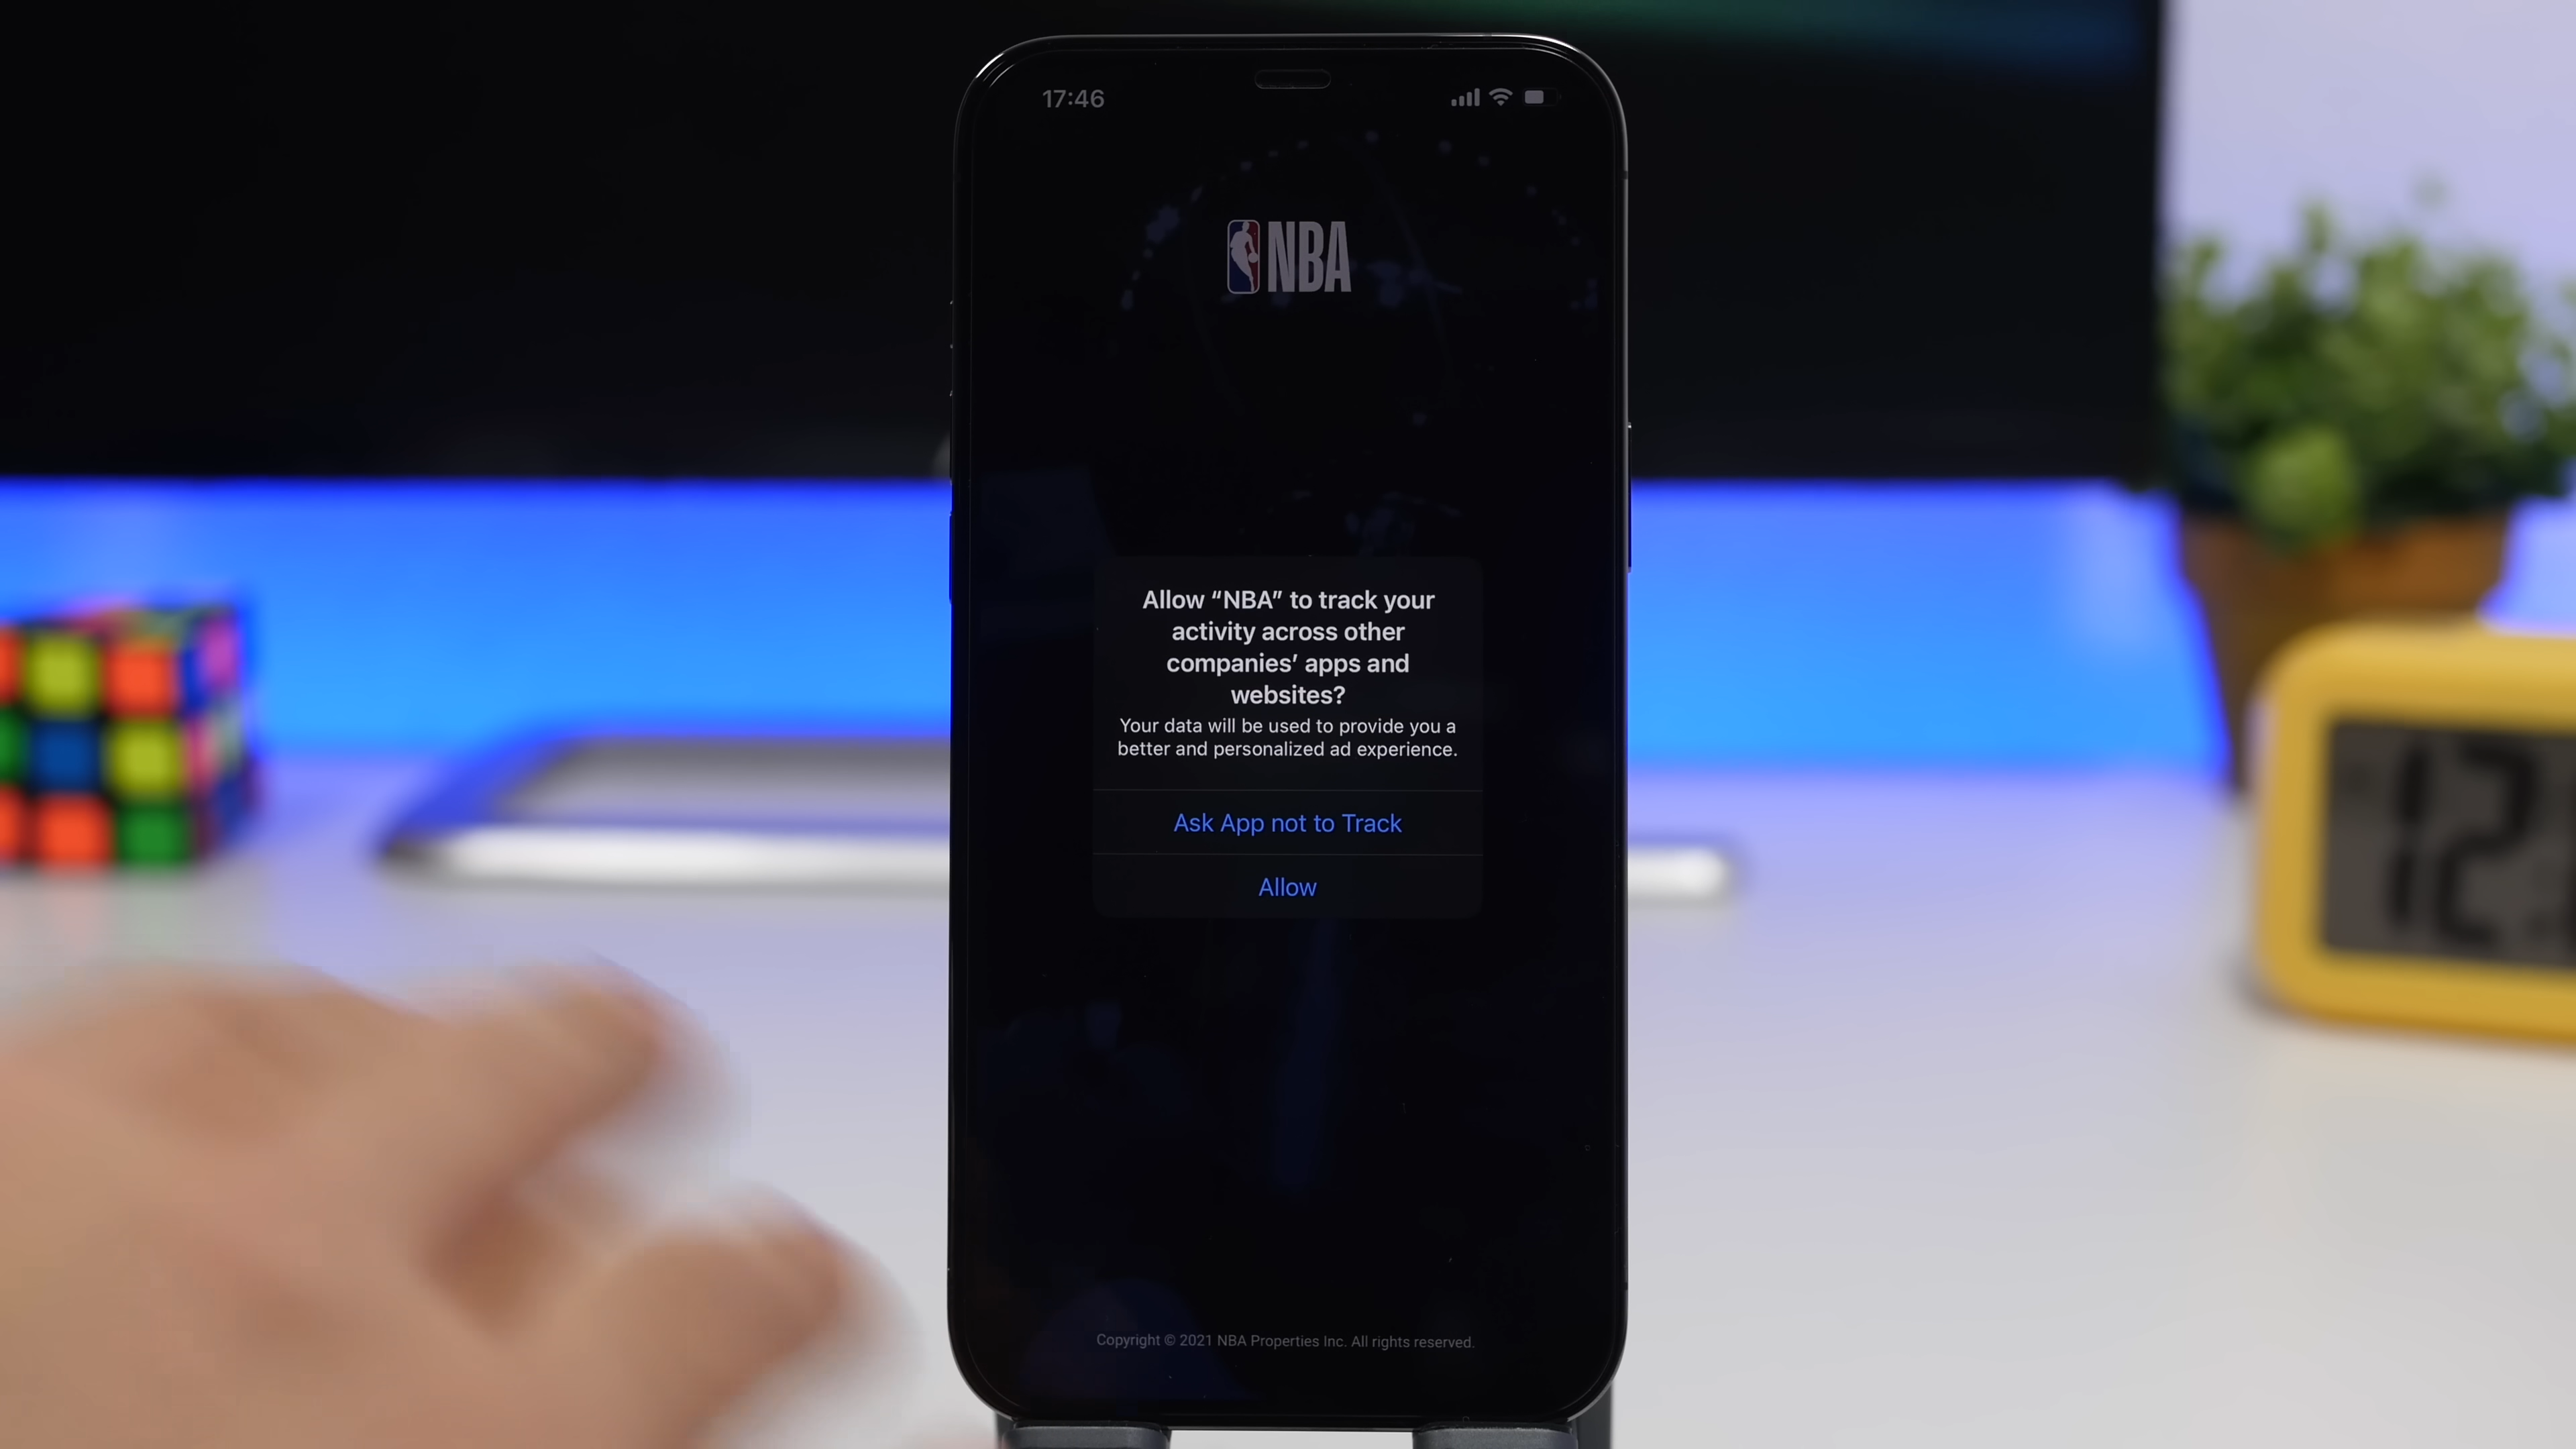 17:46
NBA
Allow “NBA” to track your
activity across other
companies’ apps and
websites?
Your data will be used to provide you a
better and personalized ad experience.
Ask App not to Track
Allow
12
Copyright © 2021 NBA Properties Inc. All rights reserved.